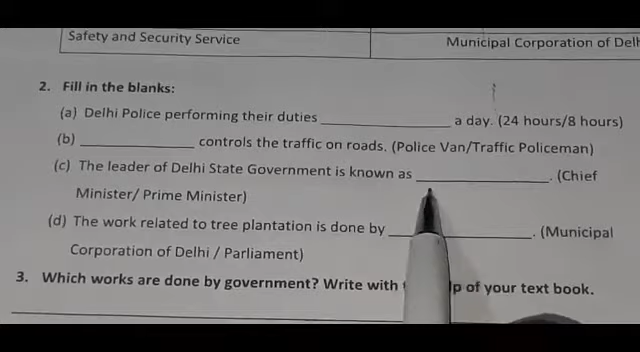 Safety and Security Service
Municipal Corporation of Delh
2. Fill in the blanks:
(a) Delhi Police performing their duties ____________ a day. (24 hours/8 hours)
(b) ____________ controls the traffic on roads. (Police Van/Traffic Policeman)
(c) The leader of Delhi State Government is known as ____________. (Chief
Minister/ Prime Minister)
(d) The work related to tree plantation is done by ____________. (Municipal
Corporation of Delhi / Parliament)
3. Which works are done by government? Write with of your text book.